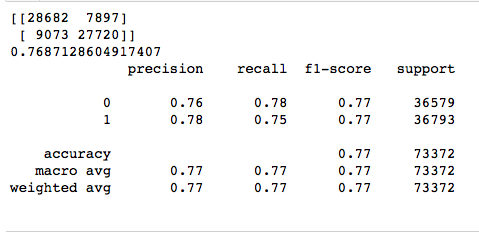 [[28682 7897]
[ 9073 27720]]
0.7687128604917407
precision recall f1-score support
0 0.76 0.78 0.77 36579
1 0.78 0.75 0.77 36793
accuracy 0.77 73372
macro avg 0.77 0.77 0.77 73372
weighted avg 0.77 0.77 0.77 73372